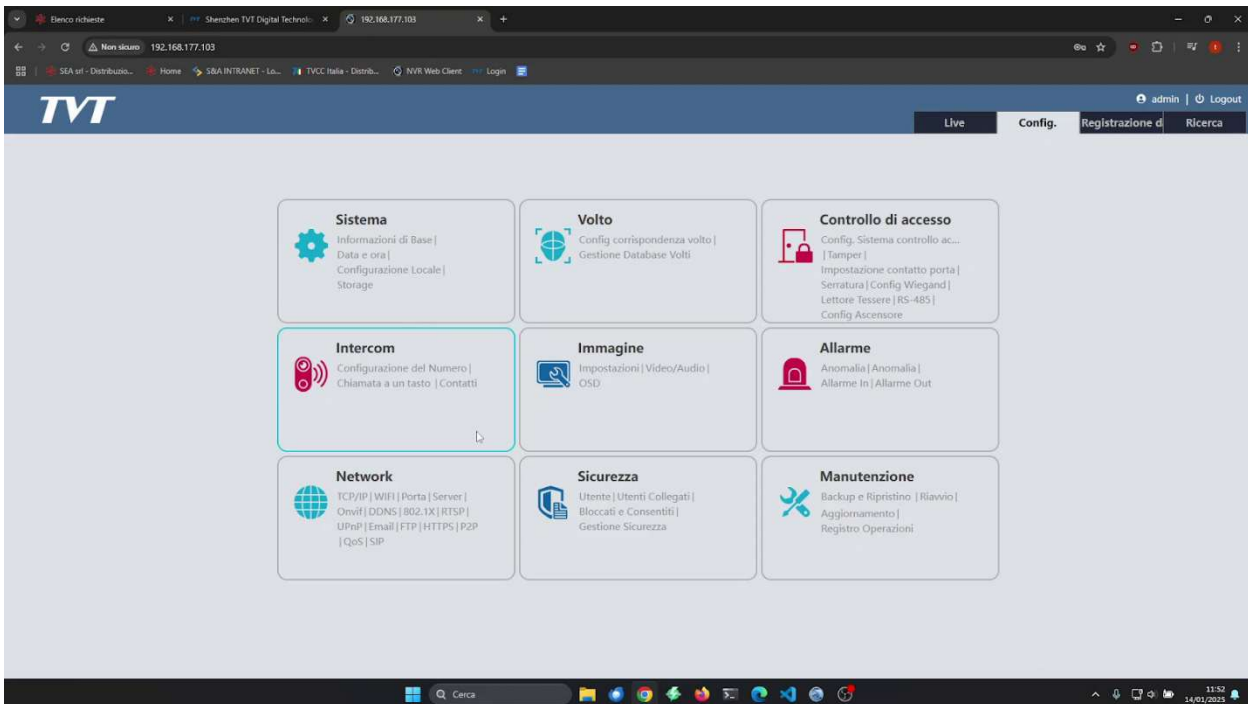 Elenco richieste
Shenzhen TVT Digital Technolo
192.168.177.103
Non sicuro 192.168.177.103
SEA srl - Distribuzio...
Home
S&A INTRANET - Lo...
TVCC Italia - Distrib...
NVR Web Client
Login
TVT
admin | Logout
Live
Config.
Registrazione d
Ricerca
Sistema
Informazioni di Base |
Data e ora |
Configurazione Locale |
Storage
Volto
Config corrispondenza volto |
Gestione Database Volti
Controllo di accesso
Config. Sistema controllo ac...
| Tamper |
Impostazione contatto porta |
Serratura | Config Wiegand |
Lettore Tessere | RS-485 |
Config Ascensore
Intercom
Configurazione del Numero |
Chiamata a un tasto | Contatti
Immagine
Impostazioni | Video/Audio |
OSD
Allarme
Anomalia | Anomalia |
Allarme In | Allarme Out
Network
TCP/IP | WIFI | Porta | Server |
Onvif | DDNS | 802.1X | RTSP |
UPnP | Email | FTP | HTTPS | P2P
| QoS | SIP
Sicurezza
Utente | Utenti Collegati |
Bloccati e Consentiti |
Gestione Sicurezza
Manutenzione
Backup e Ripristino | Riavvio |
Aggiornamento |
Registro Operazioni
Cerca
11:52
14/01/2025